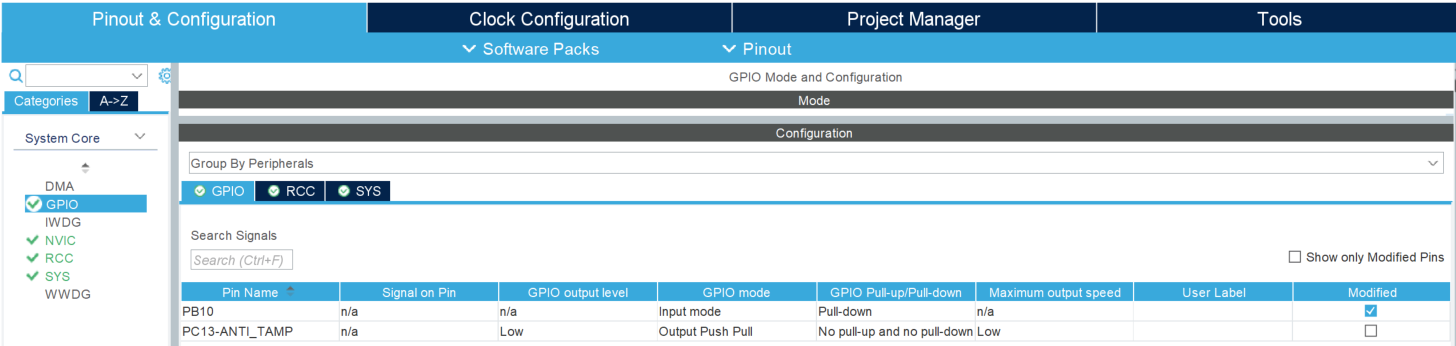 Pinout & Configuration Clock Configuration Project Manager Tools
Software Packs Pinout
GPIO Mode and Configuration
Mode
Categories A->Z
System Core
DMA
GPIO
IWDG
NVIC
RCC
SYS
WWDG
Configuration
Group By Peripherals
GPIO RCC SYS
Search Signals
Search (Ctrl+F) Show only Modified Pins
Pin Name Signal on Pin GPIO output level GPIO mode GPIO Pull-up/Pull-down Maximum output speed User Label Modified
PB10 n/a n/a Input mode Pull-down n/a
PC13-ANTI_TAMP n/a Low Output Push Pull No pull-up and no pull-down Low